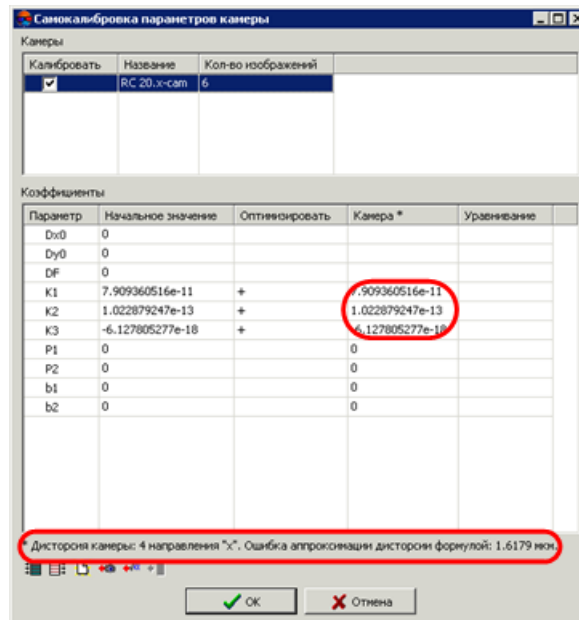 Самокалибровка параметров камеры
Камеры
Калибровать Название Кол-во изображений
RC 20.x-cam 6
Коэффициенты
Параметр Начальное значение Оптимизировать Камера * Уравнивание
Dx0 0
Dy0 0
DF 0
K1 7.909360516e-11 + 7.909360516e-11
K2 1.022879247e-13 + 1.022879247e-13
K3 -6.127805277e-18 + -6.127805277e-18
P1 0 0
P2 0 0
b1 0 0
b2 0 0
* Дисторсия камеры: 4 направления "x". Ошибка аппроксимации дисторсии формулой: 1.6179 мкм.
OK Отмена